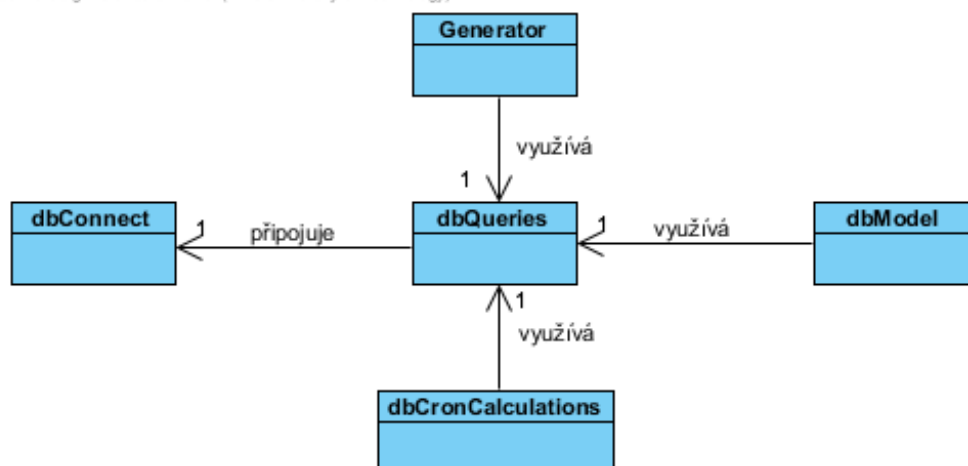 Generator
využívá
1
dbConnect
1
připojuje
dbQueries
1
využívá
dbModel
1
využívá
dbCronCalculations